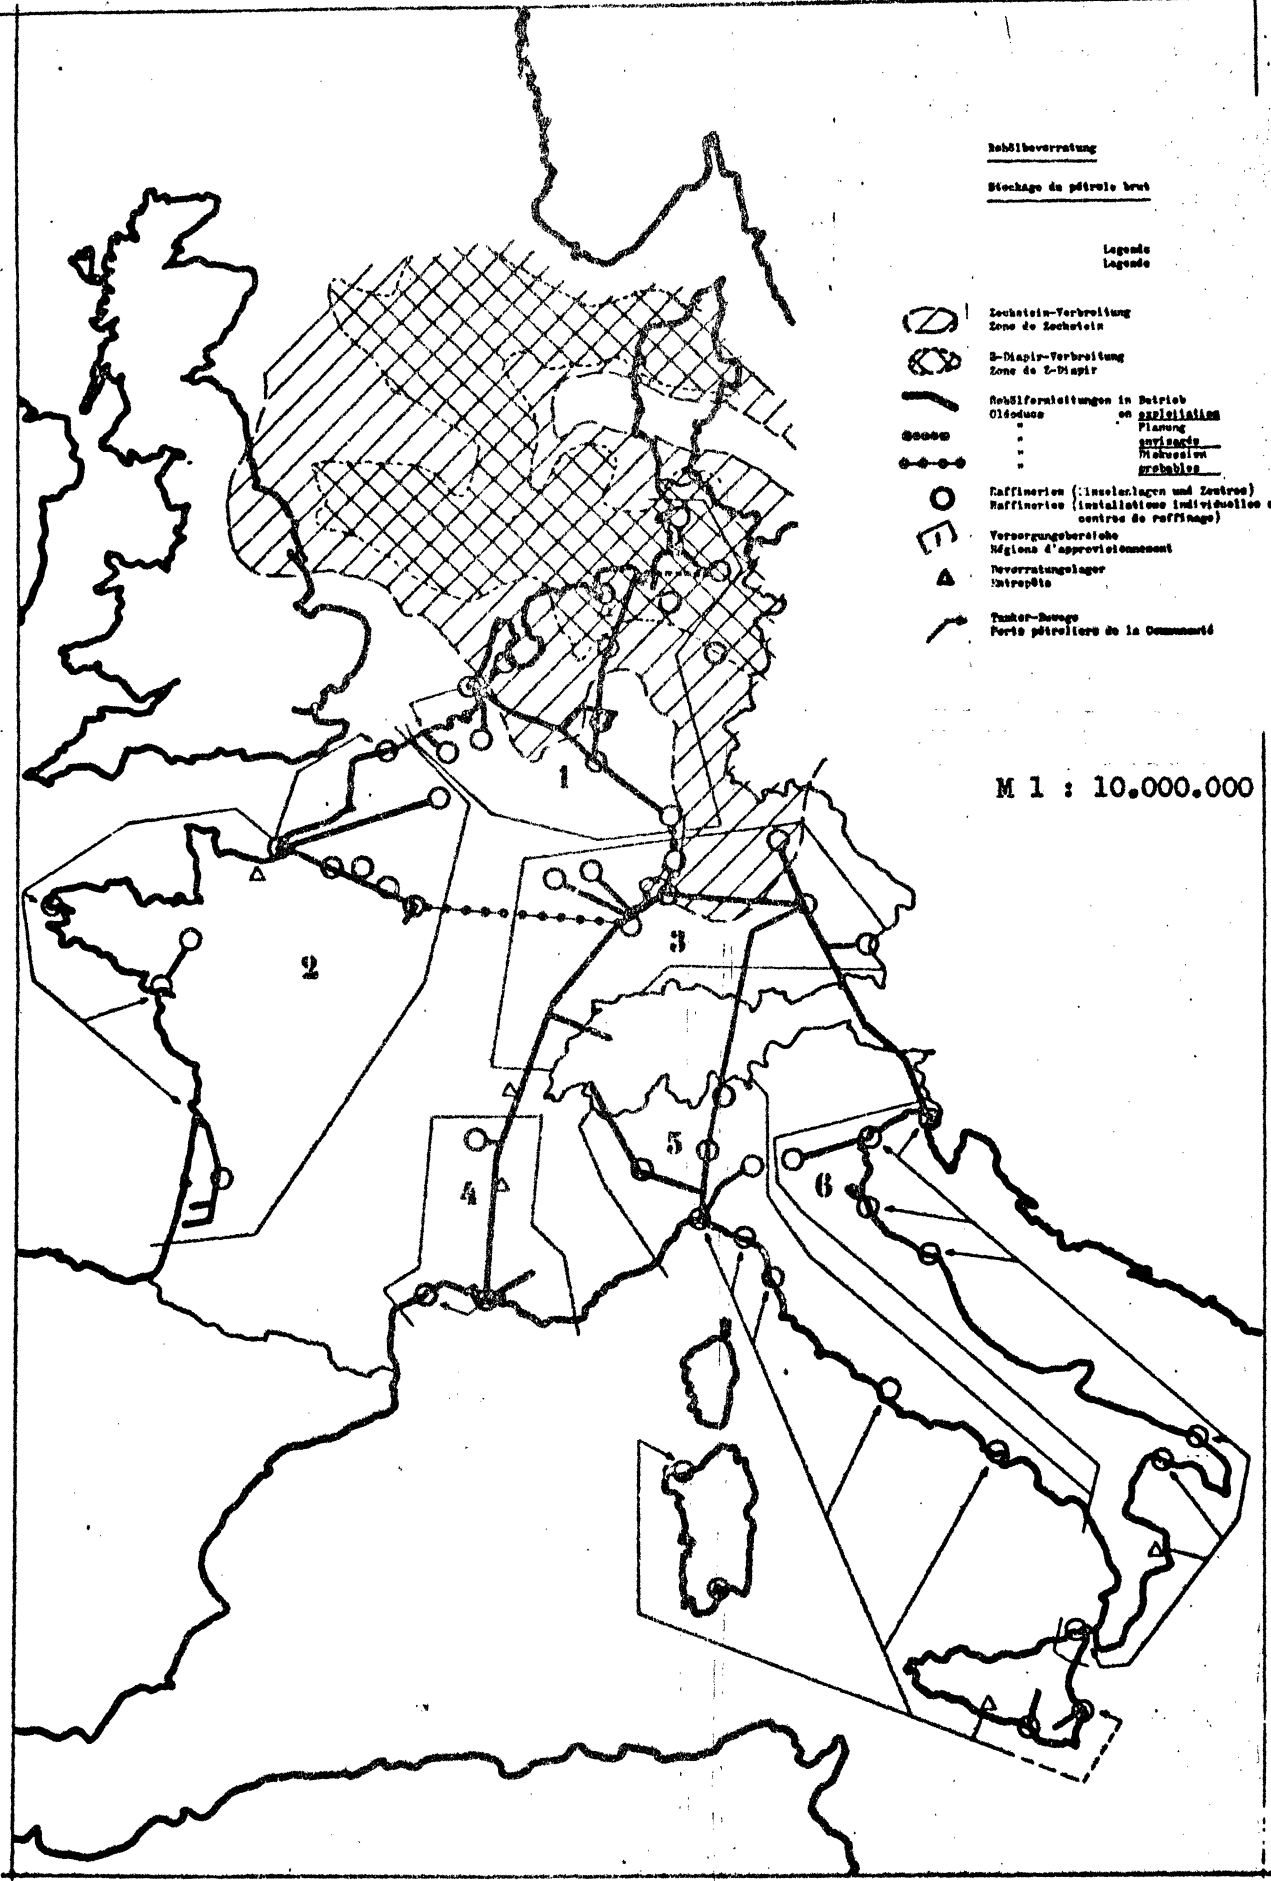 Rohölbevorratung
Stockage du pétrole brut
Legende
Legende
Zechstein-Verbreitung
Zone de Zechstein
Z-Diapir-Verbreitung
Zone de Z-Diapir
Rohölfernleitungen in Betrieb
Oléoducs en exploitation
" Planung
envisagés
" Diskussion
" probables
Raffinerien (Einzelanlagen und Zentren)
Raffineries (installations individuelles
centres de raffinage)
Versorgungsbereiche
Régions d'approvisionnement
Bevorratungslager
Entrepôts
Ports pétroliers de la Communauté
M 1 : 10.000.000
1
2
3
4
5
6